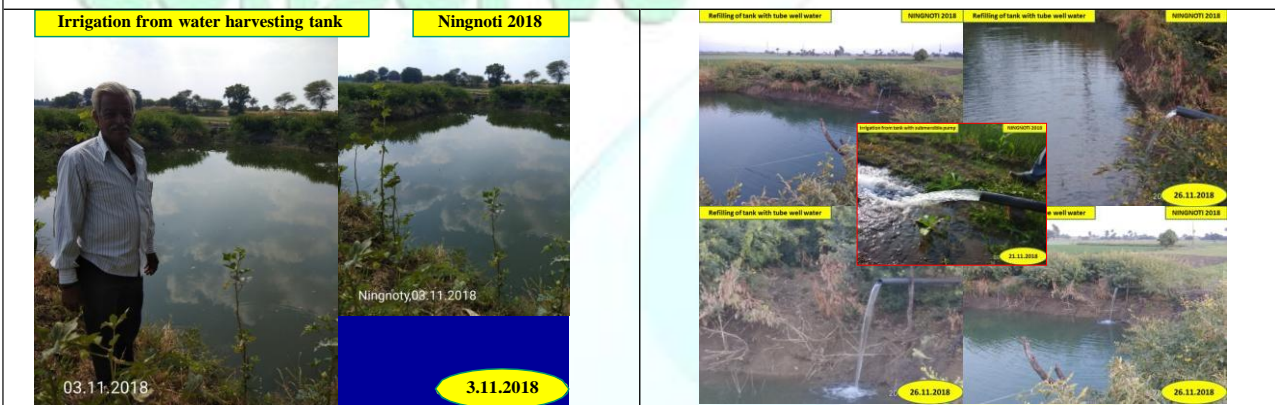 Irrigation from water harvesting tank
Ningnoti 2018
03.11.2018
Ningnoty,03.11.2018
3.11.2018
Refilling of tank with tube well water
NINGNOTI 2018
Refilling of tank with tube well water
NINGNOTI 2018
26.11.2018
Irrigation from tank with submersible pump
NINGNOTI 2018
21.11.2018
Refilling of tank with tube well water
26.11.2018
e well water
NINGNOTI 2018
26.11.2018